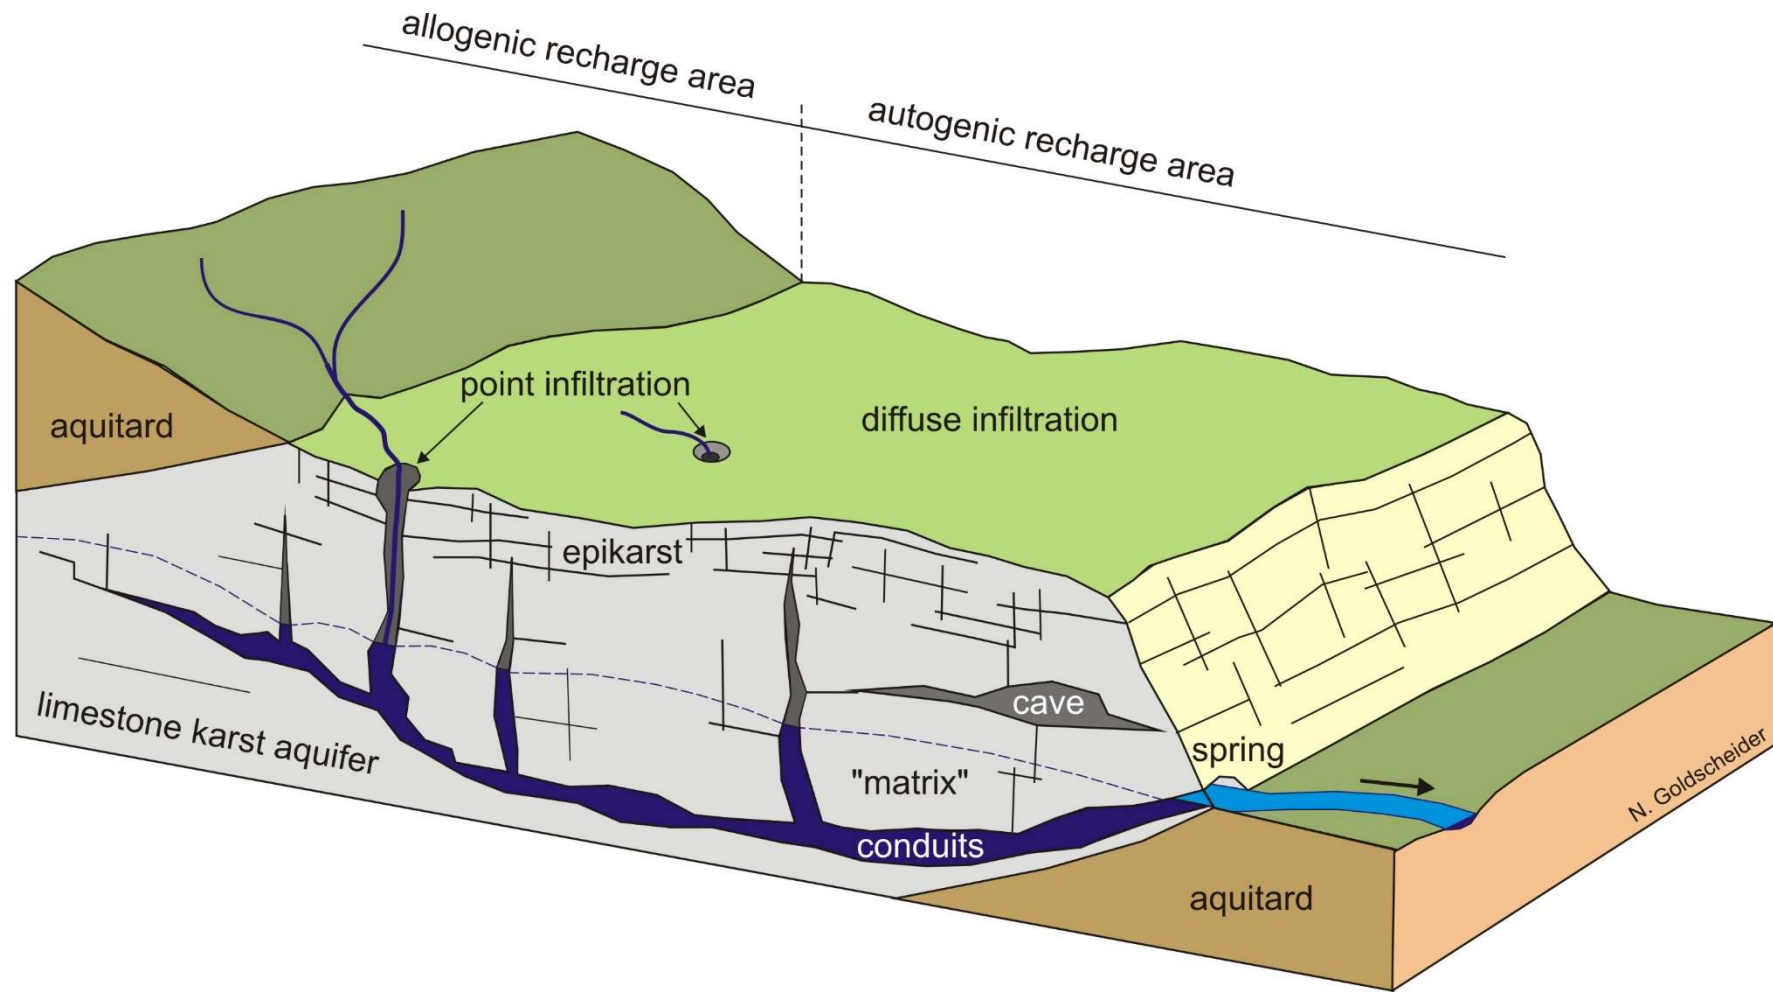 allogenic recharge area
autogenic recharge area
point infiltration
diffuse infiltration
aquitard
epikarst
cave
limestone karst aquifer
spring
"matrix"
N. Goldscheider
conduits
aquitard